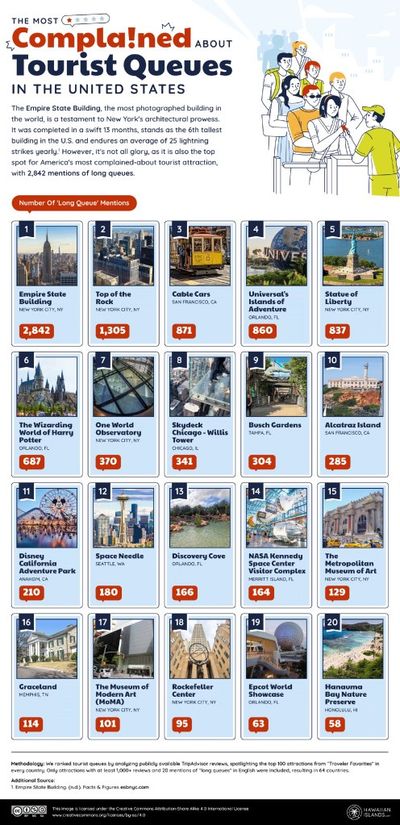 THE MOST
Compla!ned ABOUT
Tourist Queues
IN THE UNITED STATES
The Empire State Building, the most photographed building in
the world, is a testament to New York's architectural prowess.
It was completed in a swift 13 months, stands as the 6th tallest
building in the U.S. and endures an average of 25 lightning
strikes yearly.¹ However, it's not all glory, as it is also the top
spot for America's most complained-about tourist attraction,
with 2,842 mentions of long queues.
Number Of 'Long Queue' Mentions
1
Empire State
Building
NEW YORK CITY, NY
2,842
2
Top of the
Rock
NEW YORK CITY, NY
1,305
3
Cable Cars
SAN FRANCISCO, CA
871
4
UNIVERS
Universal's
Islands of
Adventure
ORLANDO, FL
860
5
Statue of
Liberty
NEW YORK CITY, NY
837
6
The Wizarding
World of Harry
Potter
ORLANDO, FL
687
7
One World
Observatory
NEW YORK CITY, NY
370
8
Skydeck
Chicago - Willis
Tower
CHICAGO, IL
341
9
Busch Gardens
TAMPA, FL
304
10
Alcatraz Island
SAN FRANCISCO, CA
285
11
Disney
California
Adventure Park
ANAHEIM, CA
210
12
Space Needle
SEATTLE, WA
180
13
Discovery Cove
ORLANDO, FL
166
14
NASA Kennedy
Space Center
Visitor Complex
MERRITT ISLAND, FL
164
15
The
Metropolitan
Museum of Art
NEW YORK CITY, NY
129
16
Graceland
MEMPHIS, TN
114
17
The Museum of
Modern Art
(MoMA)
NEW YORK CITY, NY
101
18
Rockefeller
Center
NEW YORK CITY, NY
95
19
Epcot World
Showcase
ORLANDO, FL
63
20
Hanauma
Bay Nature
Preserve
HONOLULU, HI
58
Methodology: We ranked tourist queues by analyzing publicly available TripAdvisor reviews, spotlighting the top 100 attractions from "Traveler Favorites" in
every country. Only attractions with at least 1,000+ reviews and 20 mentions of "long queues" in English were included, resulting in 64 countries.
Additional Source:
1. Empire State Building. (n.d.). Facts & Figures. esbnyc.com
This image is licensed under the Creative Commons Attribution-Share Alike 4.0 International License
www.creativecommons.org/licenses/by-sa/4.0
HAWAIIAN
ISLANDS.COM